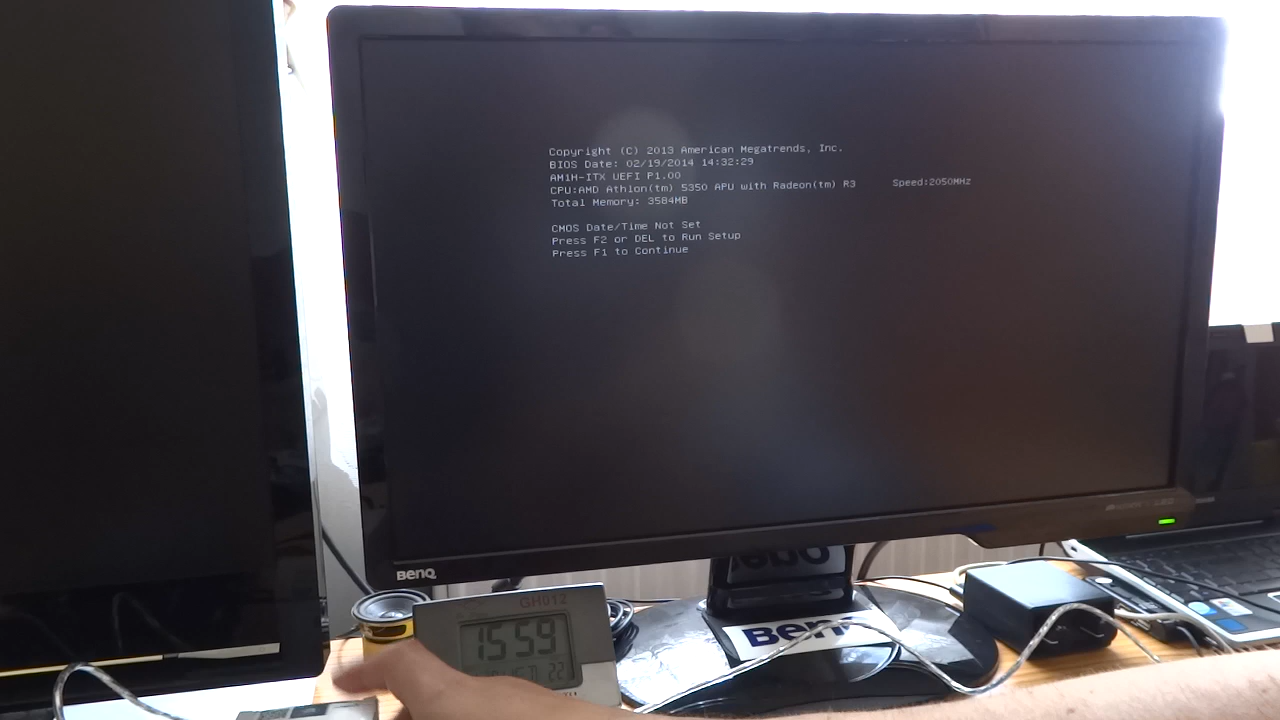 Copyright (C) 2013 American Megatrends, Inc.
BIOS Date: 02/19/2014 14:32:29
AM1H-ITX UEFI P1.00
CPU:AMD Athlon(tm) 5350 APU with Radeon(tm) R3 Speed:2050MHz
Total Memory: 3584MB
CMOS Date/Time Not Set
Press F2 or DEL to Run Setup
Press F1 to Continue
BenQ
BenQ
GH012
15:59
22